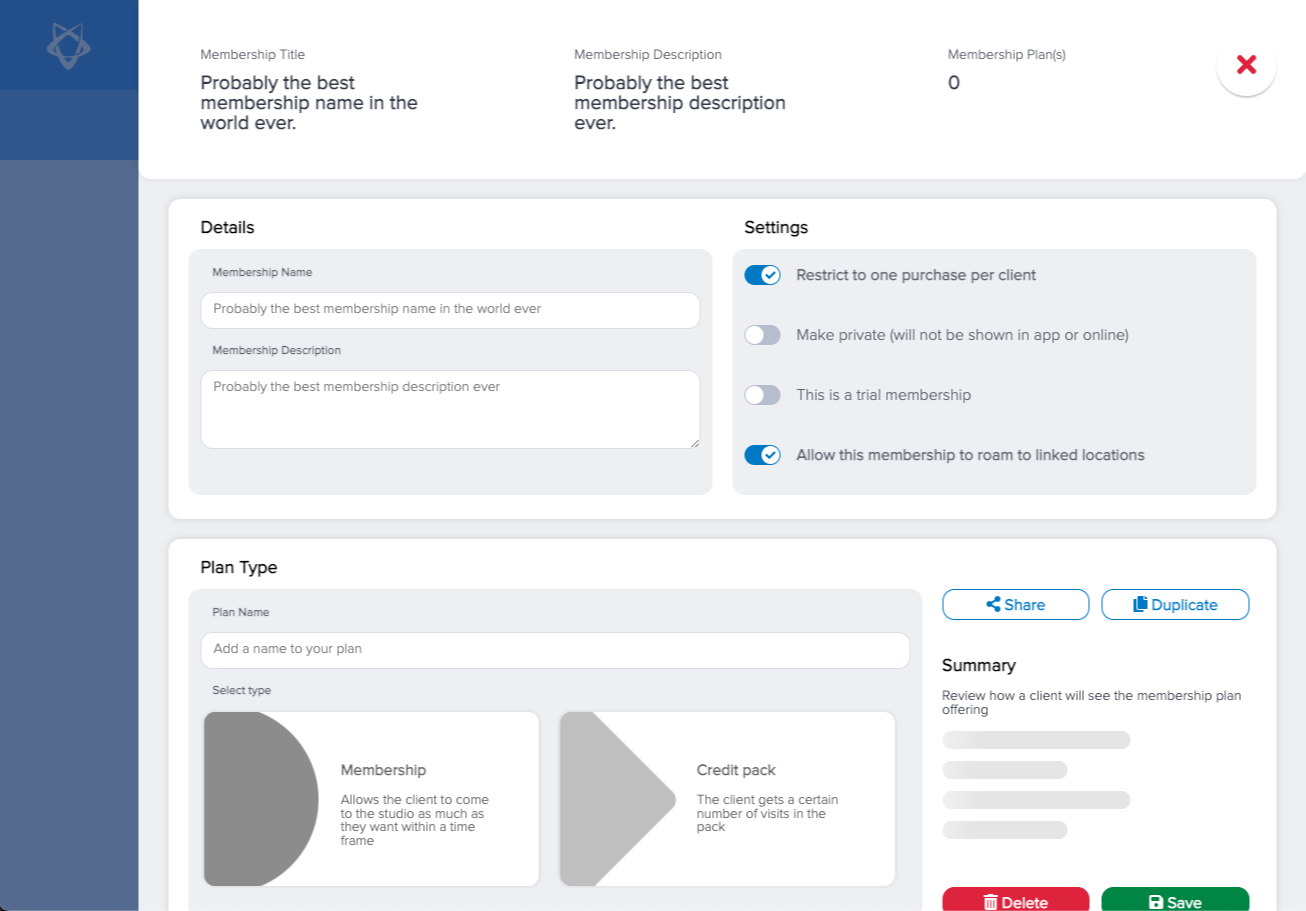 Membership Title
Probably the best
membership name in the
world ever.
Membership Description
Probably the best
membership description
ever.
Membership Plan(s)
0
Details
Membership Name
Probably the best membership name in the world ever
Membership Description
Probably the best membership description ever
Settings
Restrict to one purchase per client
Make private (will not be shown in app or online)
This is a trial membership
Allow this membership to roam to linked locations
Plan Type
Plan Name
Add a name to your plan
Select type
Membership
Allows the client to come
to the studio as much as
they want within a time
frame
Credit pack
The client gets a certain
number of visits in the
pack
Share
Duplicate
Summary
Review how a client will see the membership plan
offering
Delete
Save